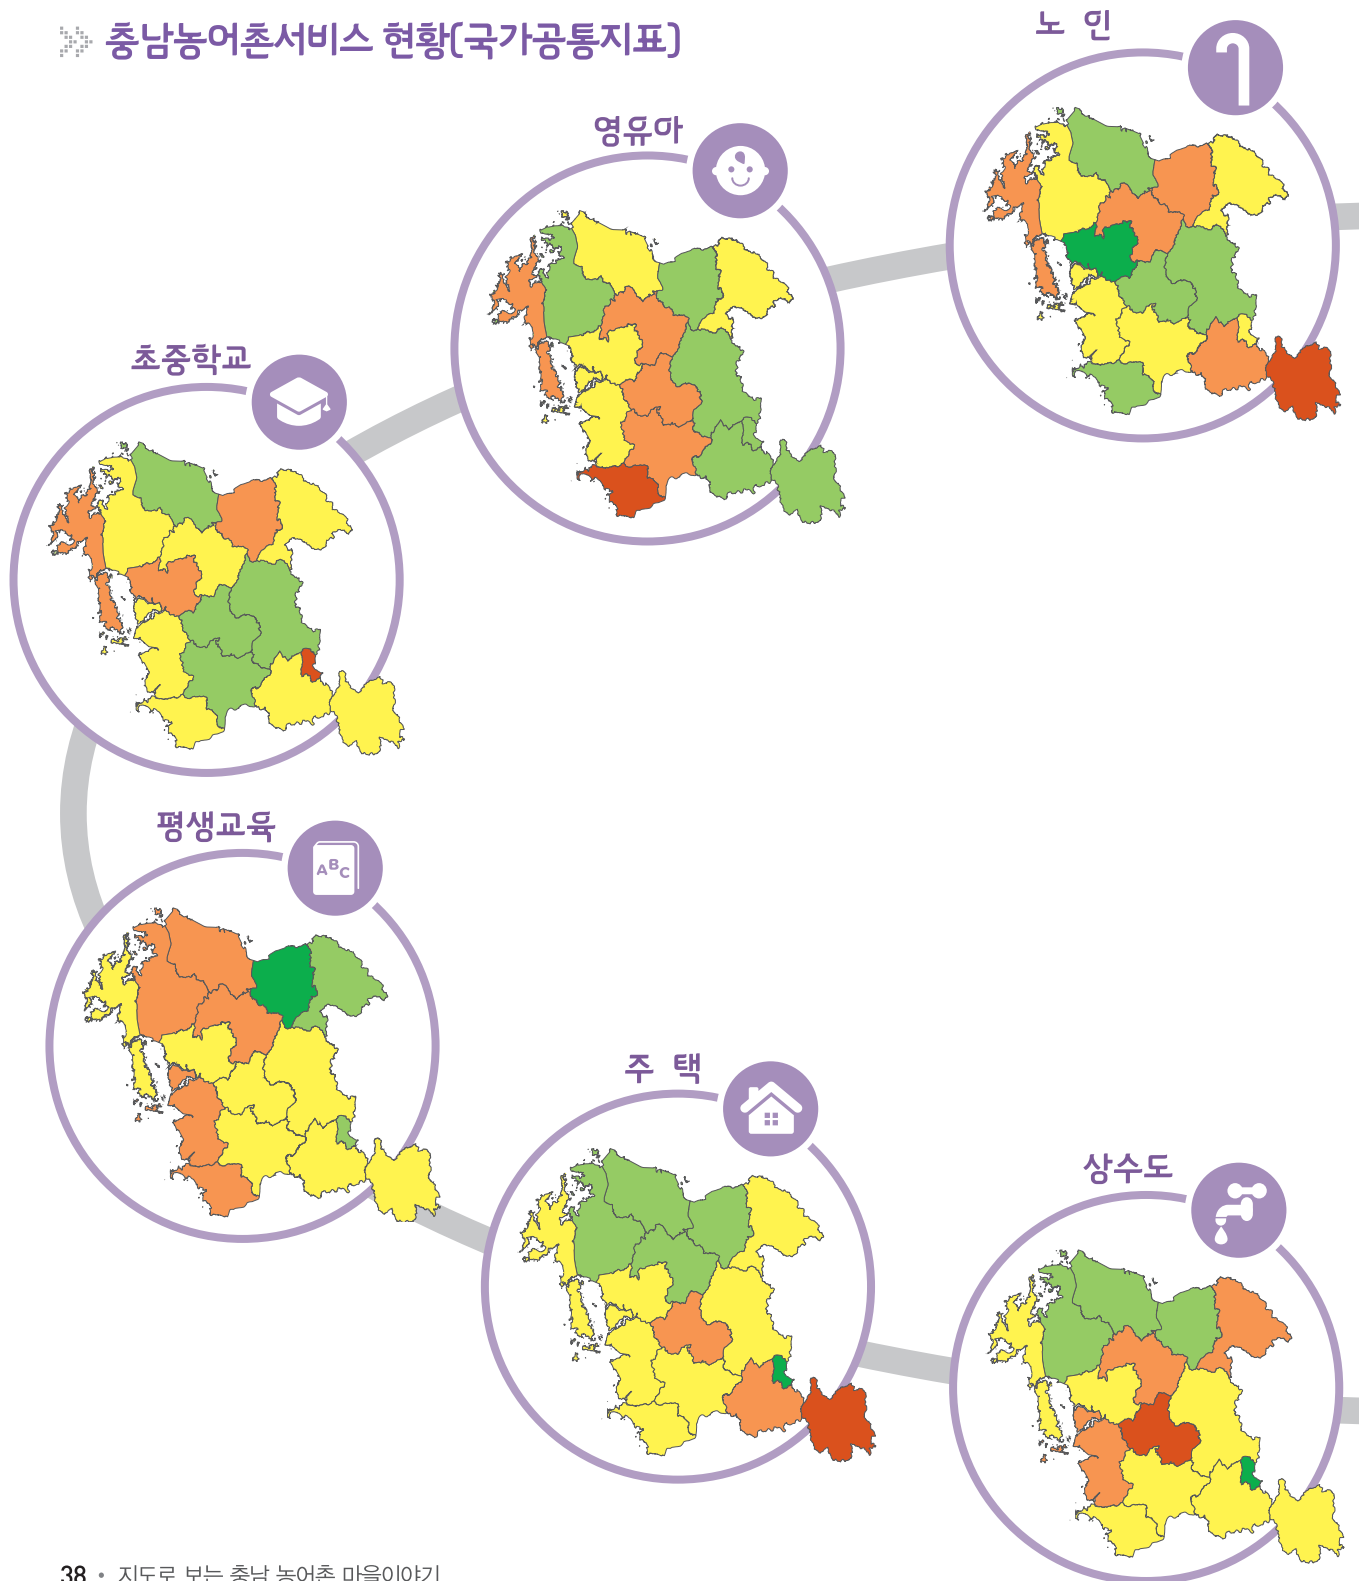 충남농어촌서비스 현황(국가공통지표)
노 인
영유아
초중학교
평생교육
ABC
주 택
상수도
38 • 지도로 보는 충남 농어촌 마을이야기